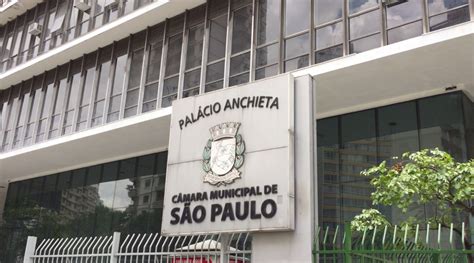 PALÁCIO ANCHIETA
CÂMARA MUNICIPAL DE
SÃO PAULO